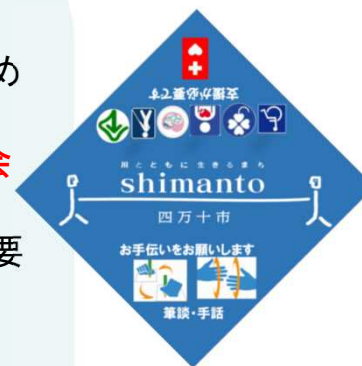 め
会
要
支援が必要です
川とともに生きるまち
shimanto
四万十市
お手伝いをお願いします
筆談・手話